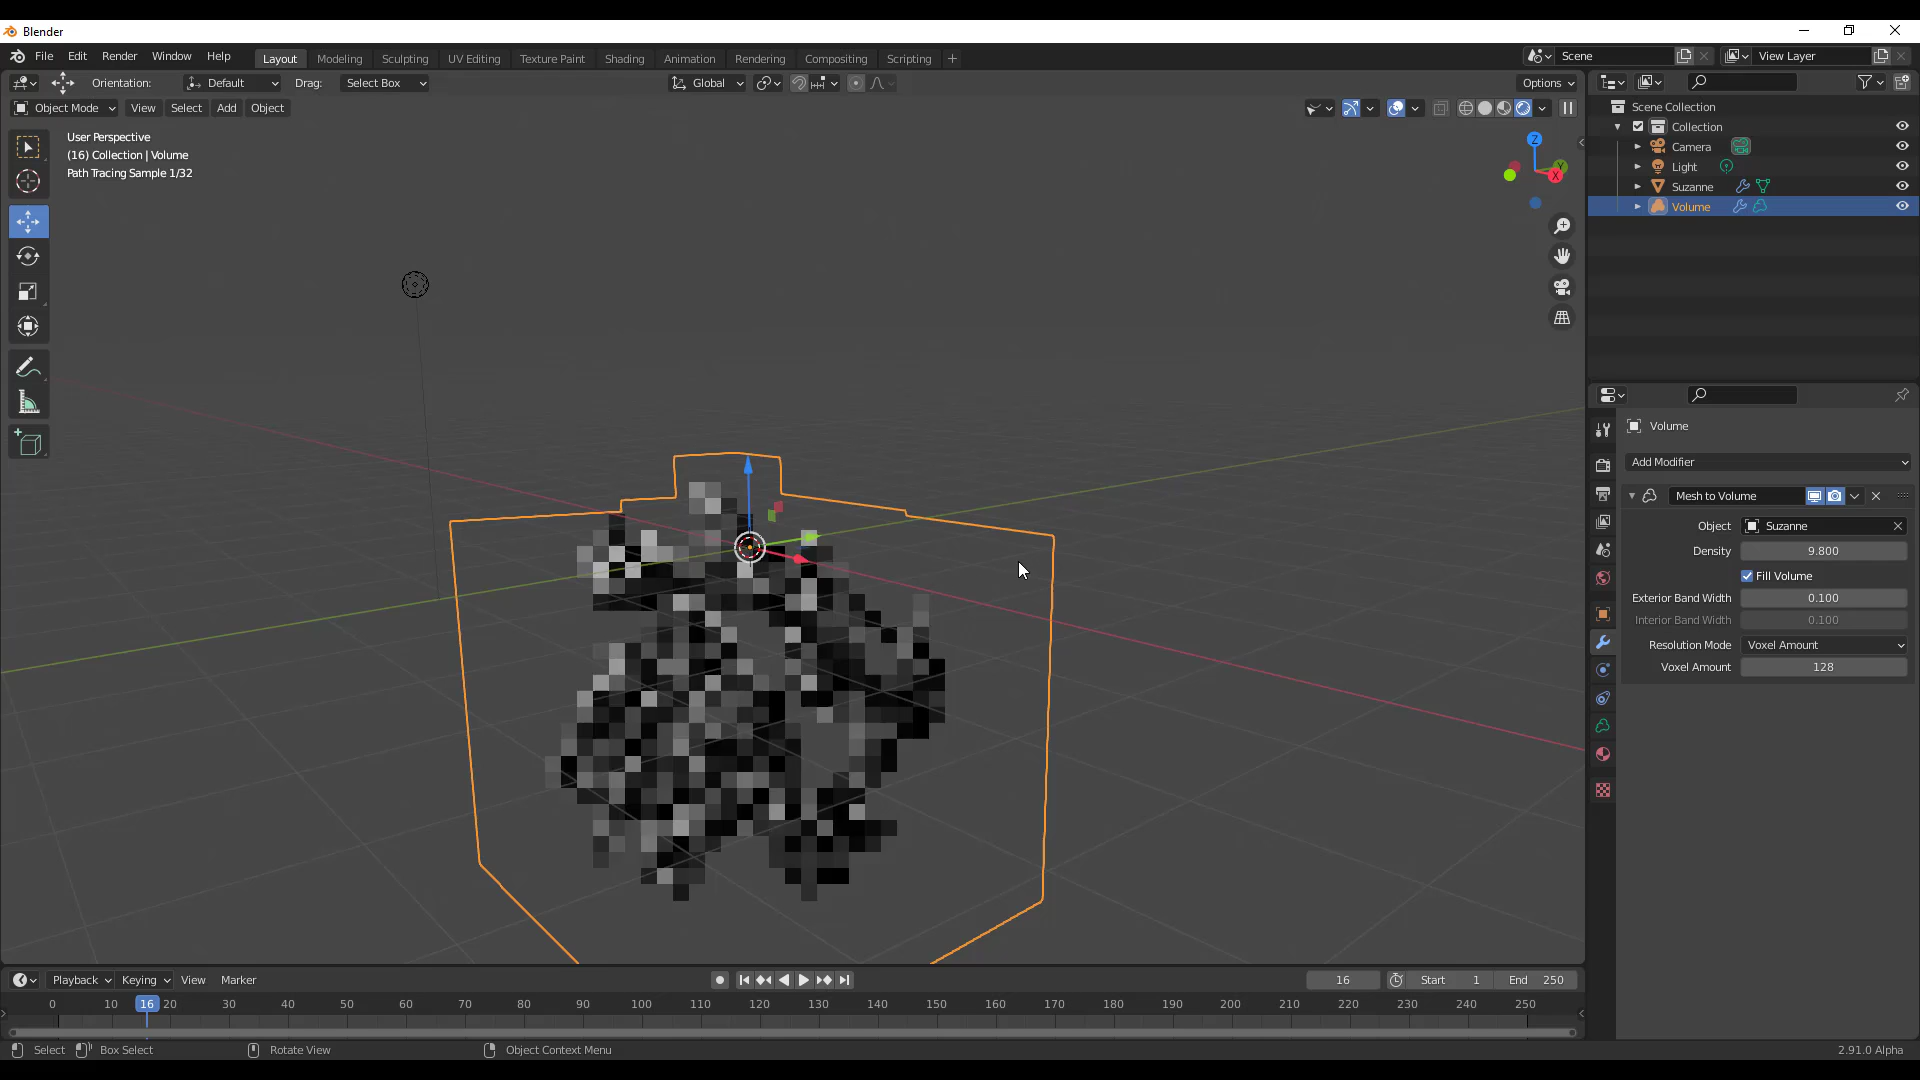 Blender
File Edit Render Window Help Layout Modeling Sculpting UV Editing Texture Paint Shading Animation Rendering Compositing Scripting + Scene View Layer
Orientation: Default Drag: Select Box Global Options
Object Mode View Select Add Object
User Perspective
(16) Collection | Volume
Path Tracing Sample 1/32
Z
Y
X
Scene Collection
Collection
Camera
Light
Suzanne
Volume
Volume
Add Modifier
Mesh to Volume
Object Suzanne
Density 9.800
Fill Volume
Exterior Band Width 0.100
Interior Band Width 0.100
Resolution Mode Voxel Amount
Voxel Amount 128
Playback Keying View Marker 16 Start 1 End 250
0 10 16 20 30 40 50 60 70 80 90 100 110 120 130 140 150 160 170 180 190 200 210 220 230 240 250
Select Box Select Rotate View Object Context Menu 2.91.0 Alpha